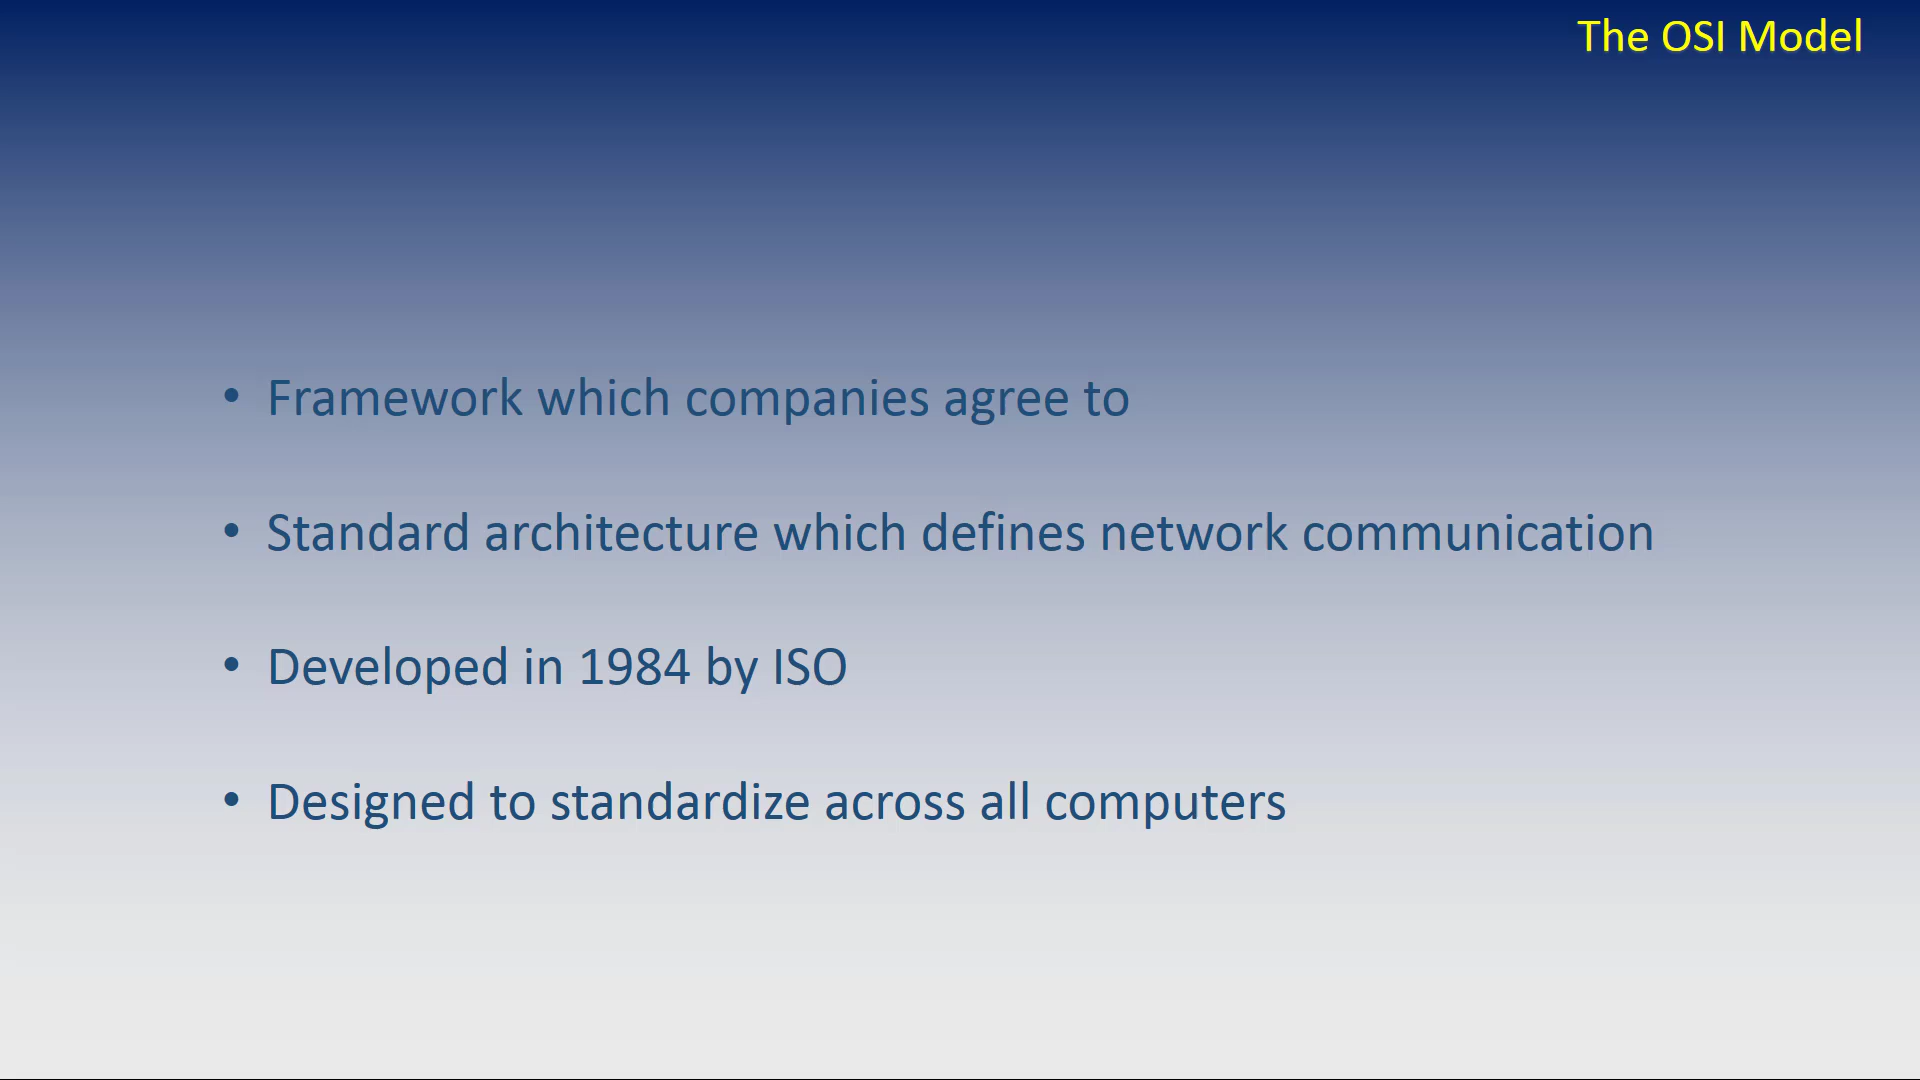 The OSI Model
• Framework which companies agree to
• Standard architecture which defines network communication
• Developed in 1984 by ISO
• Designed to standardize across all computers